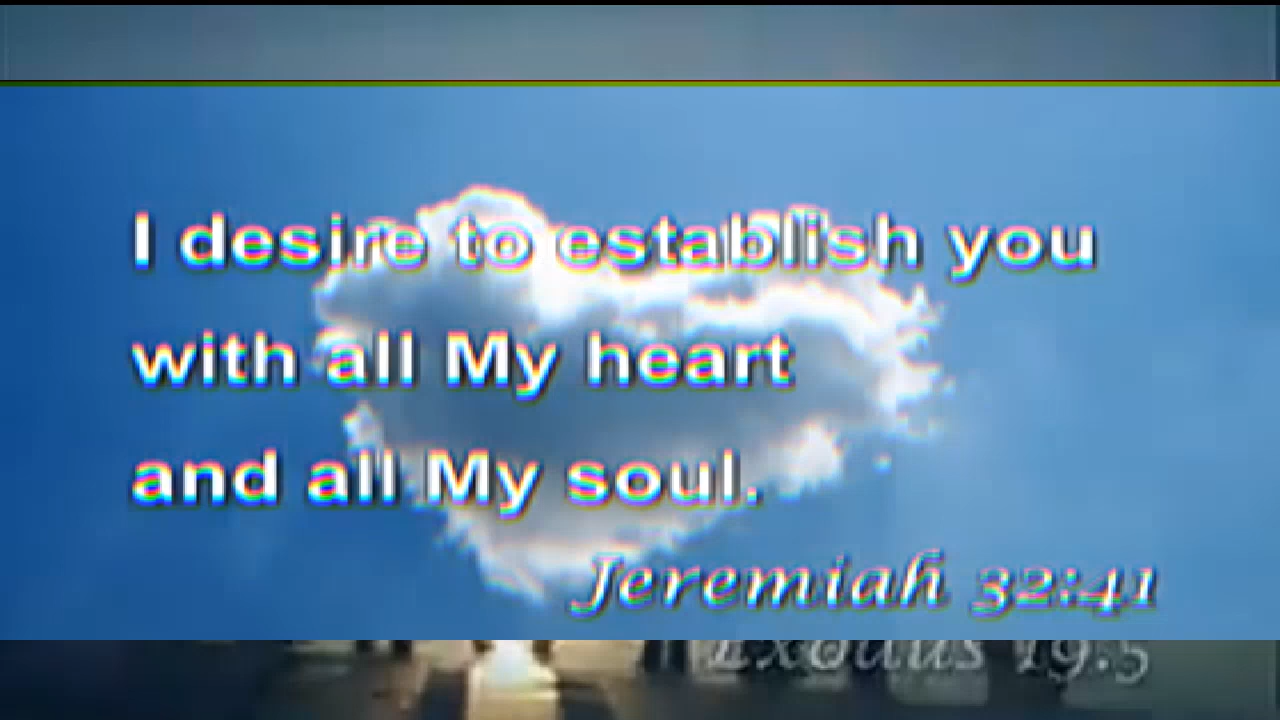 I desire to establish you
with all My heart
and all My soul.
Jeremiah 32:41
Exodus 19:5